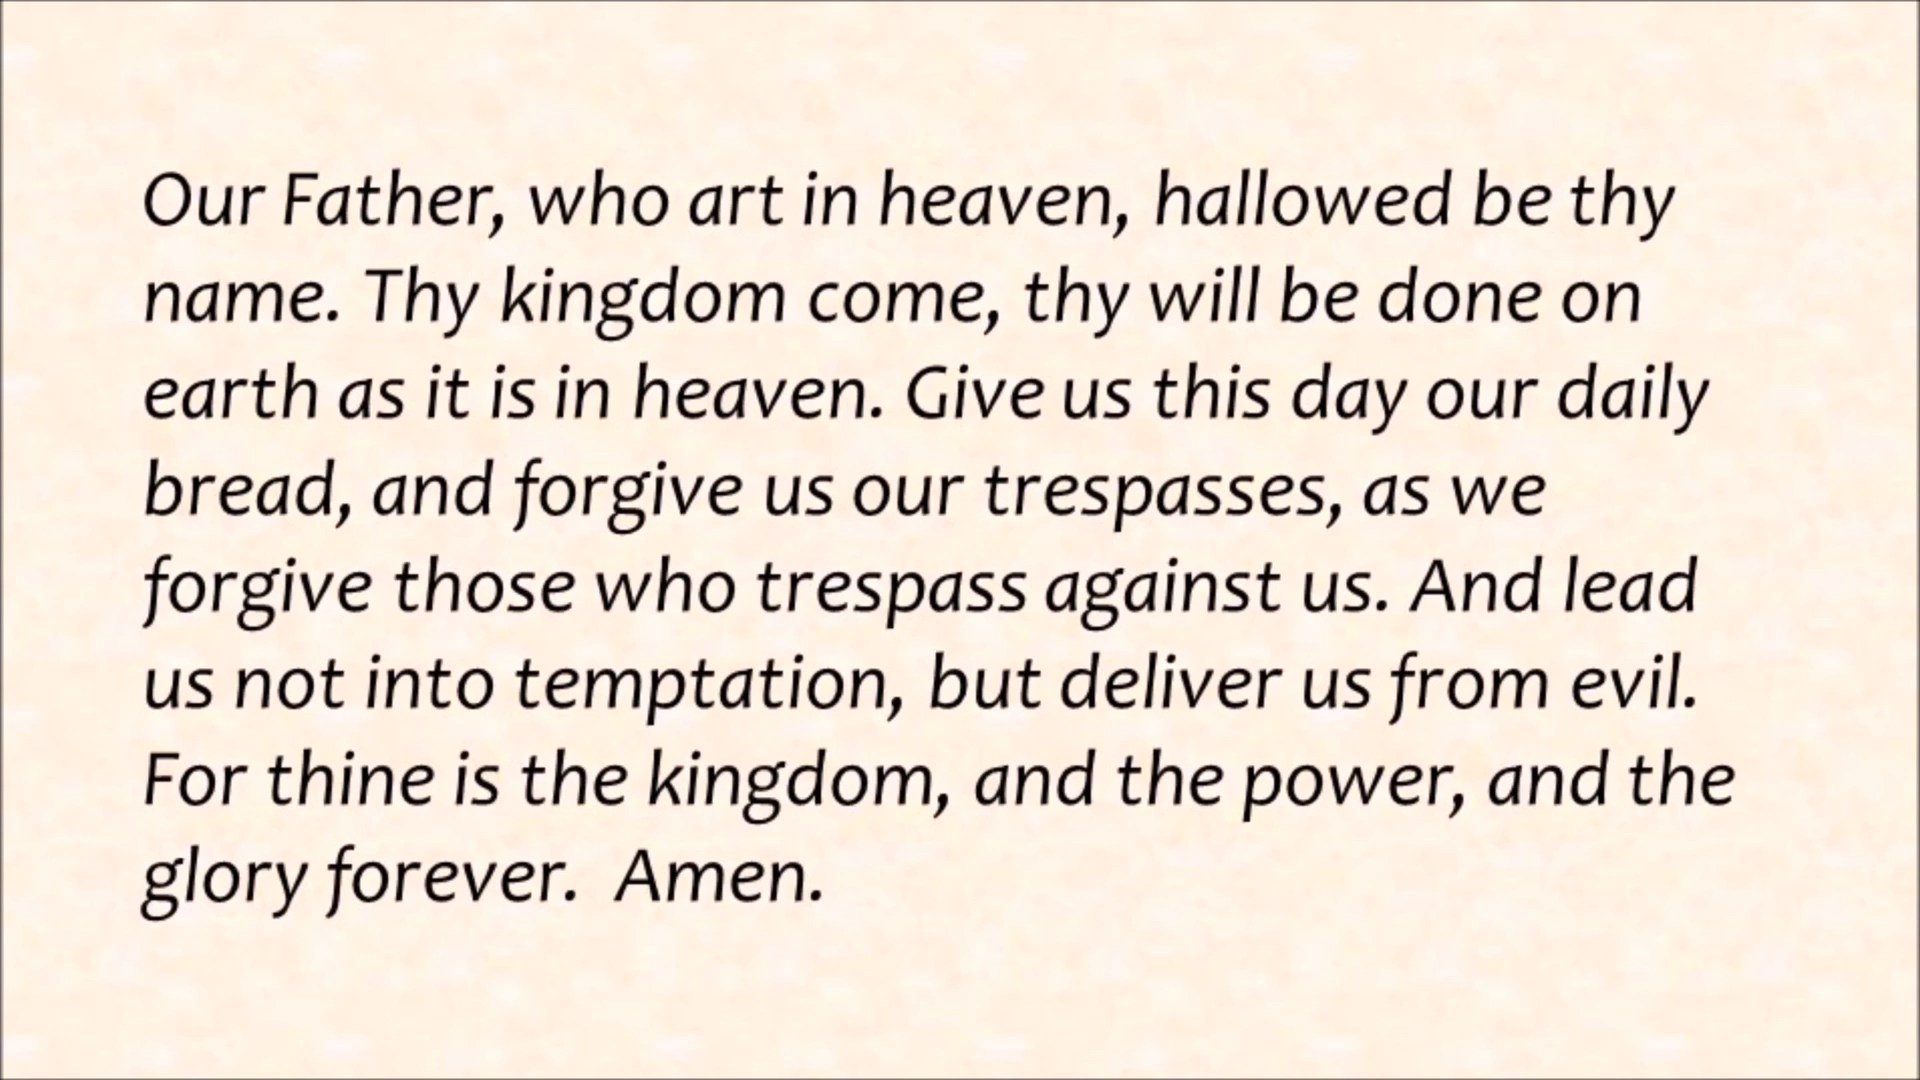 Our Father, who art in heaven, hallowed be thy
name. Thy kingdom come, thy will be done on
earth as it is in heaven. Give us this day our daily
bread, and forgive us our trespasses, as we
forgive those who trespass against us. And lead
us not into temptation, but deliver us from evil.
For thine is the kingdom, and the power, and the
glory forever.  Amen.